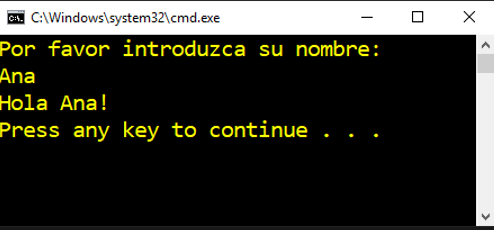 C:\Windows\system32\cmd.exe
Por favor introduzca su nombre:
Ana
Hola Ana!
Press any key to continue . . .